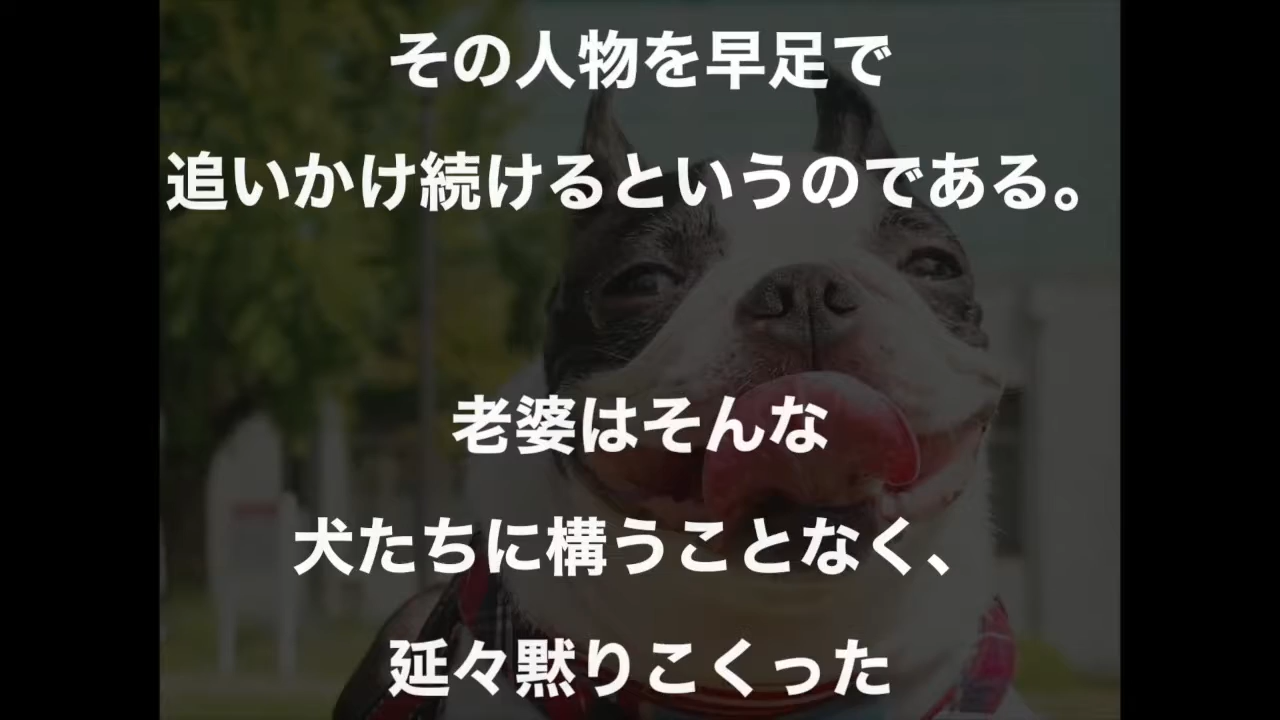 その人物を早足で
追いかけ続けるというのである。
老婆はそんな
犬たちに構うことなく、
延々黙りこくった